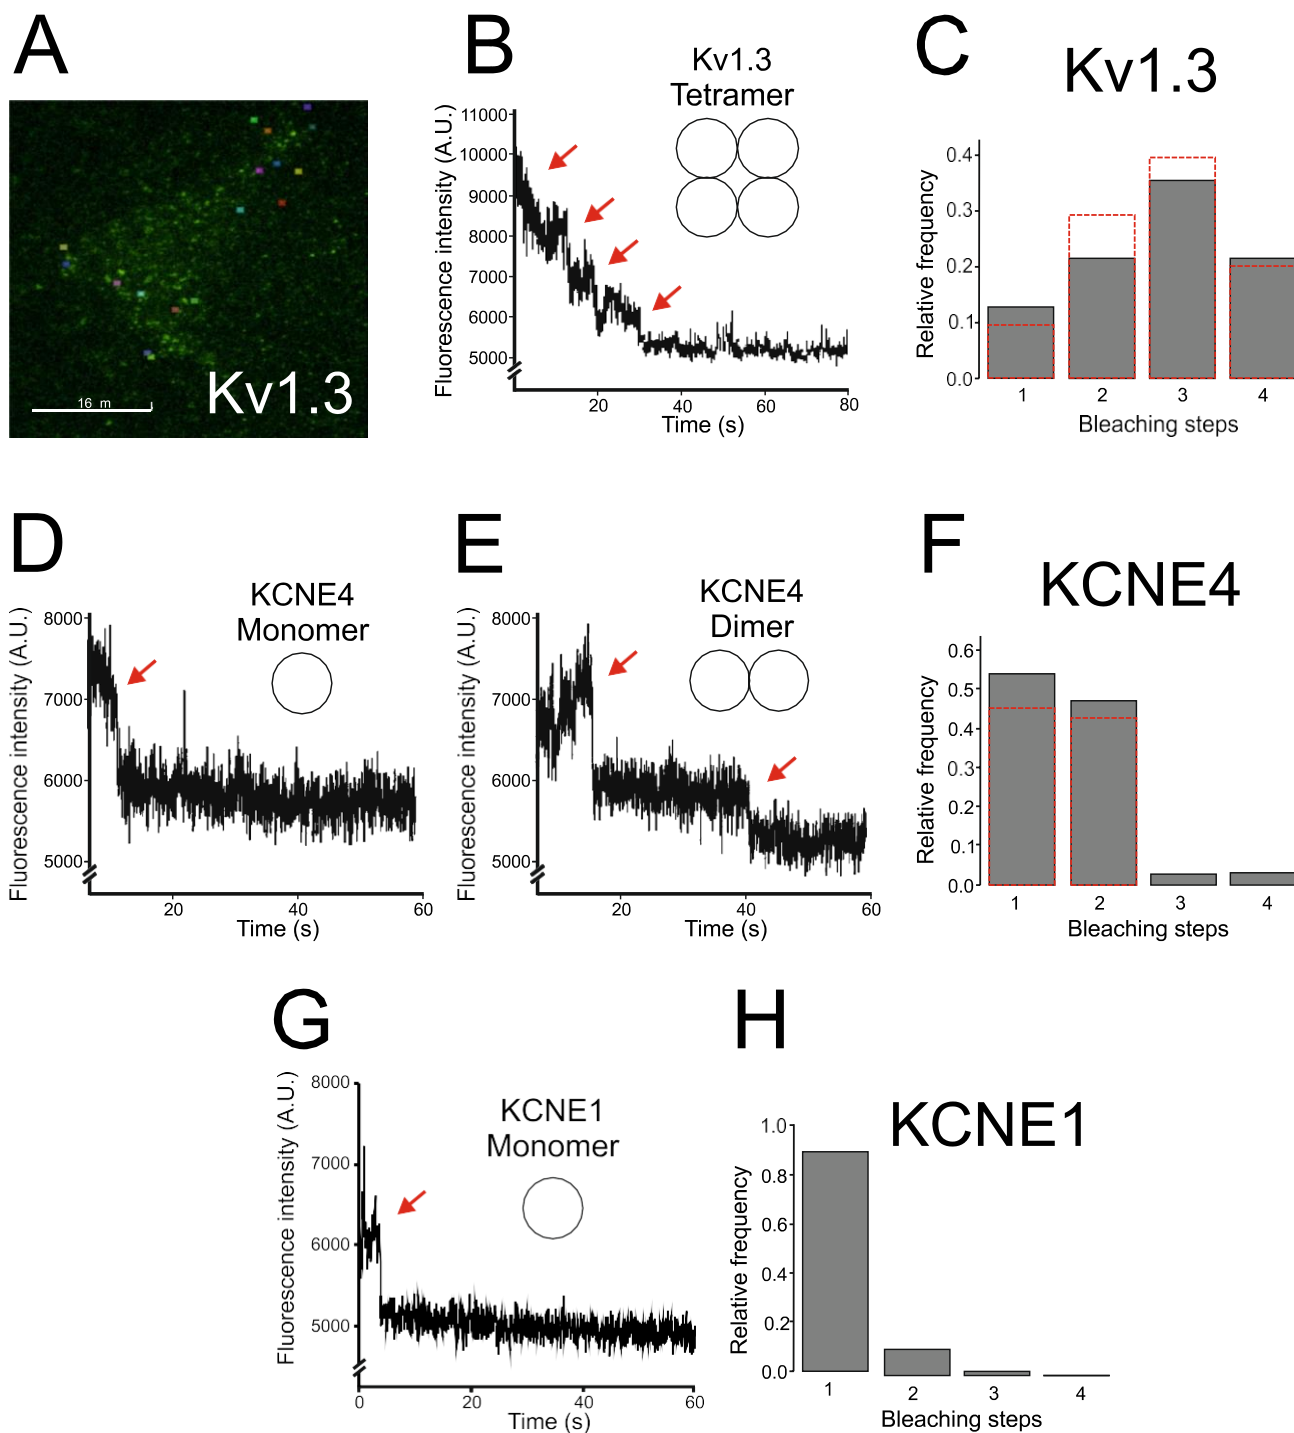 A
16 m
Kv1.3
B
Kv1.3
Tetramer
Fluorescence intensity (A.U.)
11000
10000
9000
8000
7000
6000
5000
20
40
60
80
Time (s)
C
Kv1.3
Relative frequency
0.4
0.3
0.2
0.1
0.0
1
2
3
4
Bleaching steps
D
KCNE4
Monomer
Fluorescence intensity (A.U.)
8000
7000
6000
5000
20
40
60
Time (s)
E
KCNE4
Dimer
Fluorescence intensity (A.U.)
8000
7000
6000
5000
20
40
60
Time (s)
F
KCNE4
Relative frequency
0.6
0.5
0.4
0.3
0.2
0.1
0.0
1
2
3
4
Bleaching steps
G
KCNE1
Monomer
Fluorescence intensity (A.U.)
8000
7000
6000
5000
0
20
40
60
Time (s)
H
KCNE1
Relative frequency
1.0
0.8
0.6
0.4
0.2
0.0
1
2
3
4
Bleaching steps